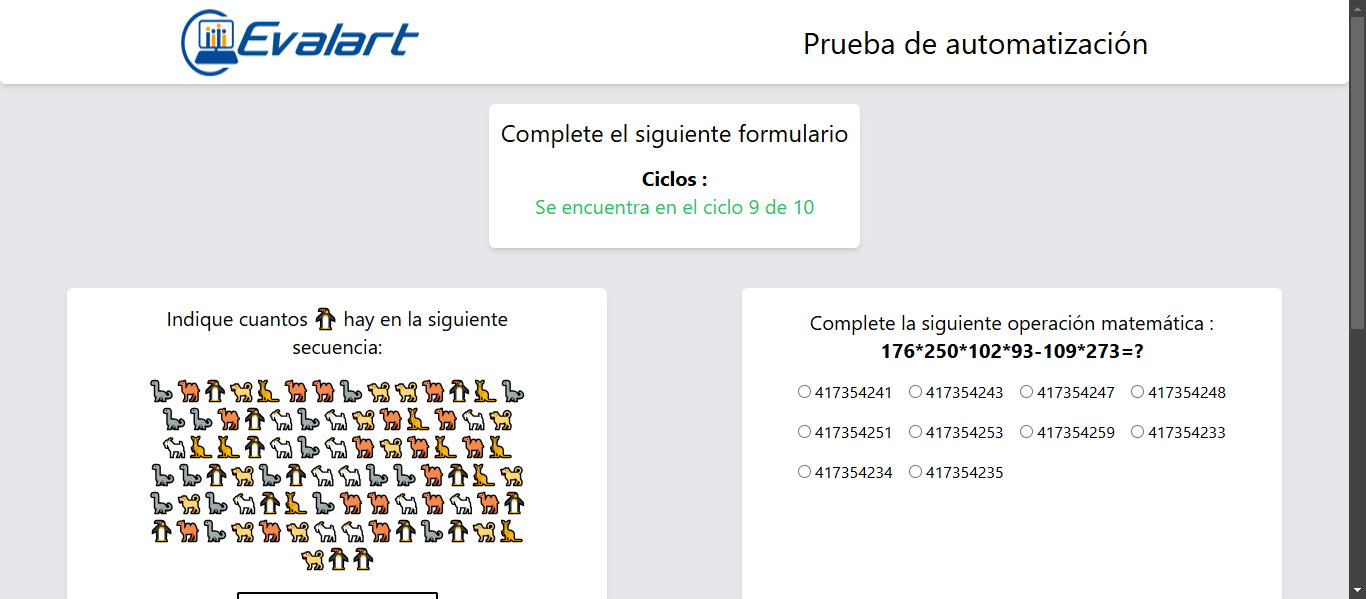 Evalart
Prueba de automatización
Complete el siguiente formulario
Ciclos :
Se encuentra en el ciclo 9 de 10
Indique cuantos hay en la siguiente
secuencia:
Complete la siguiente operación matemática :
176*250*102*93-109*273=?
417354241 417354243 417354247 417354248
417354251 417354253 417354259 417354233
417354234 417354235